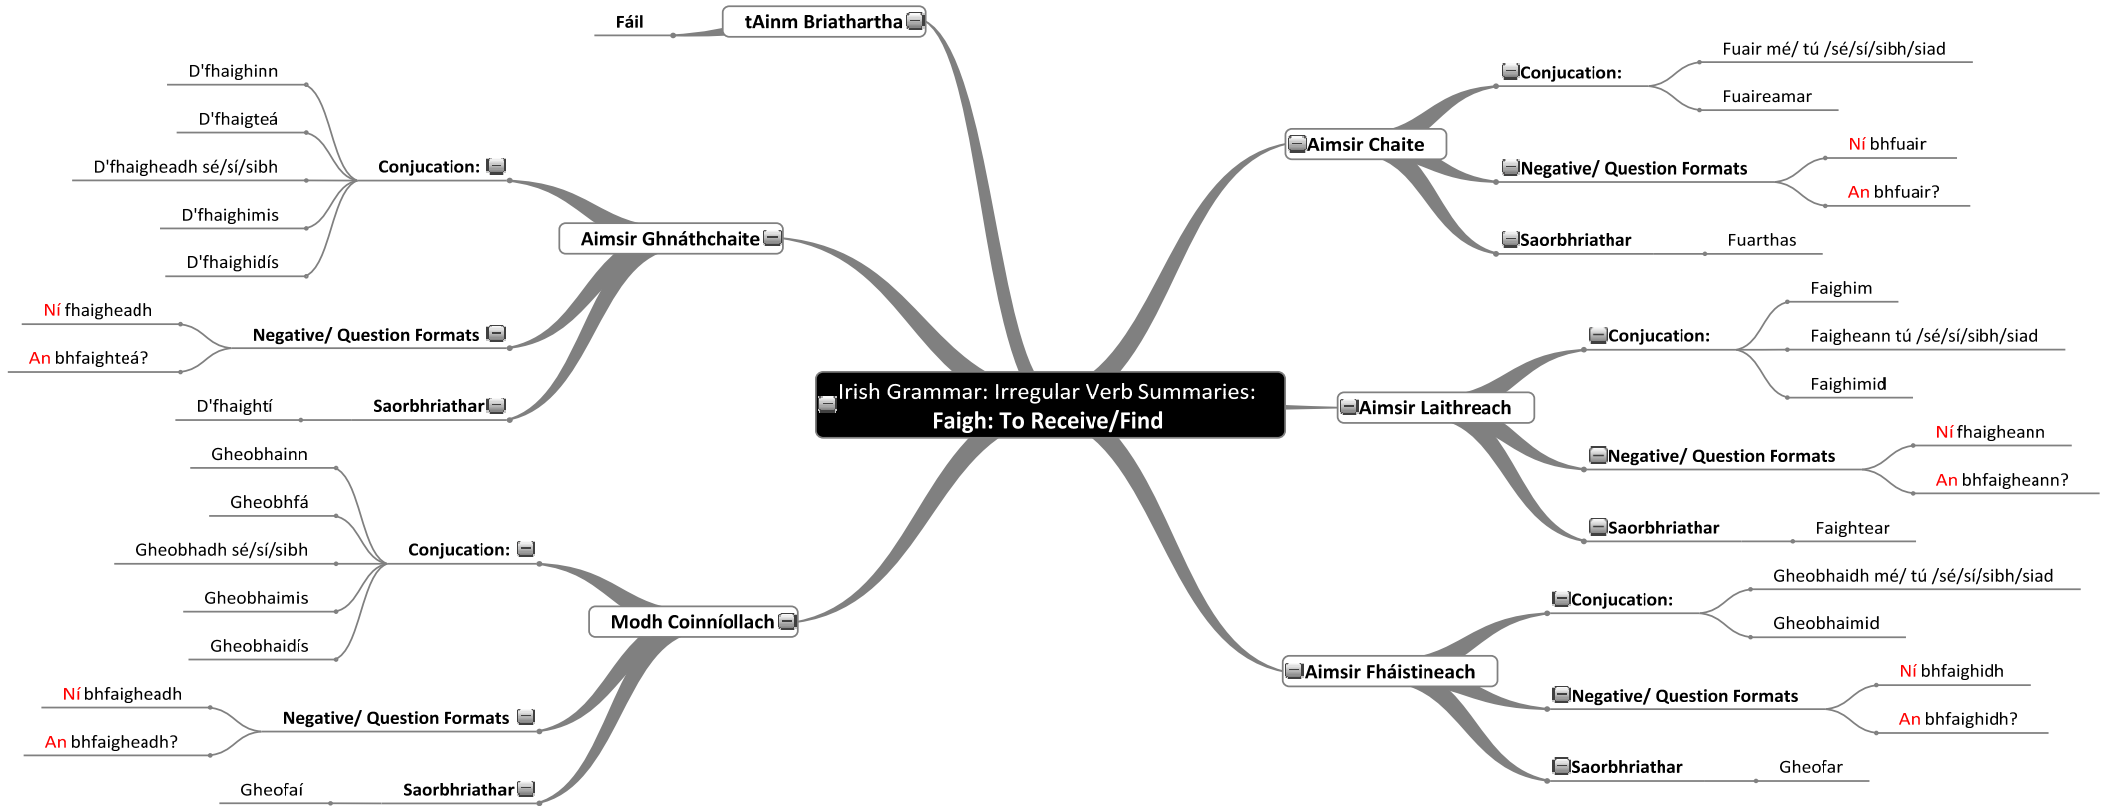 Irish Grammar: Irregular Verb Summaries:
Faigh: To Receive/Find
tAinm Briathartha
Fáil
Aimsir Ghnáthchaite
Conjucation:
D'fhaighinn
D'fhaigteá
D'fhaigheadh sé/sí/sibh
D'fhaighimis
D'fhaighidís
Negative/ Question Formats
Ní fhaigheadh
An bhfaighteá?
Saorbhriathar
D'fhaightí
Modh Coinníollach
Conjucation:
Gheobhainn
Gheobhfá
Gheobhadh sé/sí/sibh
Gheobhaimis
Gheobhaidís
Negative/ Question Formats
Ní bhfaigheadh
An bhfaigheadh?
Saorbhriathar
Gheofaí
Aimsir Chaite
Conjucation:
Fuair mé/ tú /sé/sí/sibh/siad
Fuaireamar
Negative/ Question Formats
Ní bhfuair
An bhfuair?
Saorbhriathar
Fuarthas
Aimsir Laithreach
Conjucation:
Faighim
Faigheann tú /sé/sí/sibh/siad
Faighimid
Negative/ Question Formats
Ní fhaigheann
An bhfaigheann?
Saorbhriathar
Faightear
Aimsir Fháistineach
Conjucation:
Gheobhaidh mé/ tú /sé/sí/sibh/siad
Gheobhaimid
Negative/ Question Formats
Ní bhfaighidh
An bhfaighidh?
Saorbhriathar
Gheofar